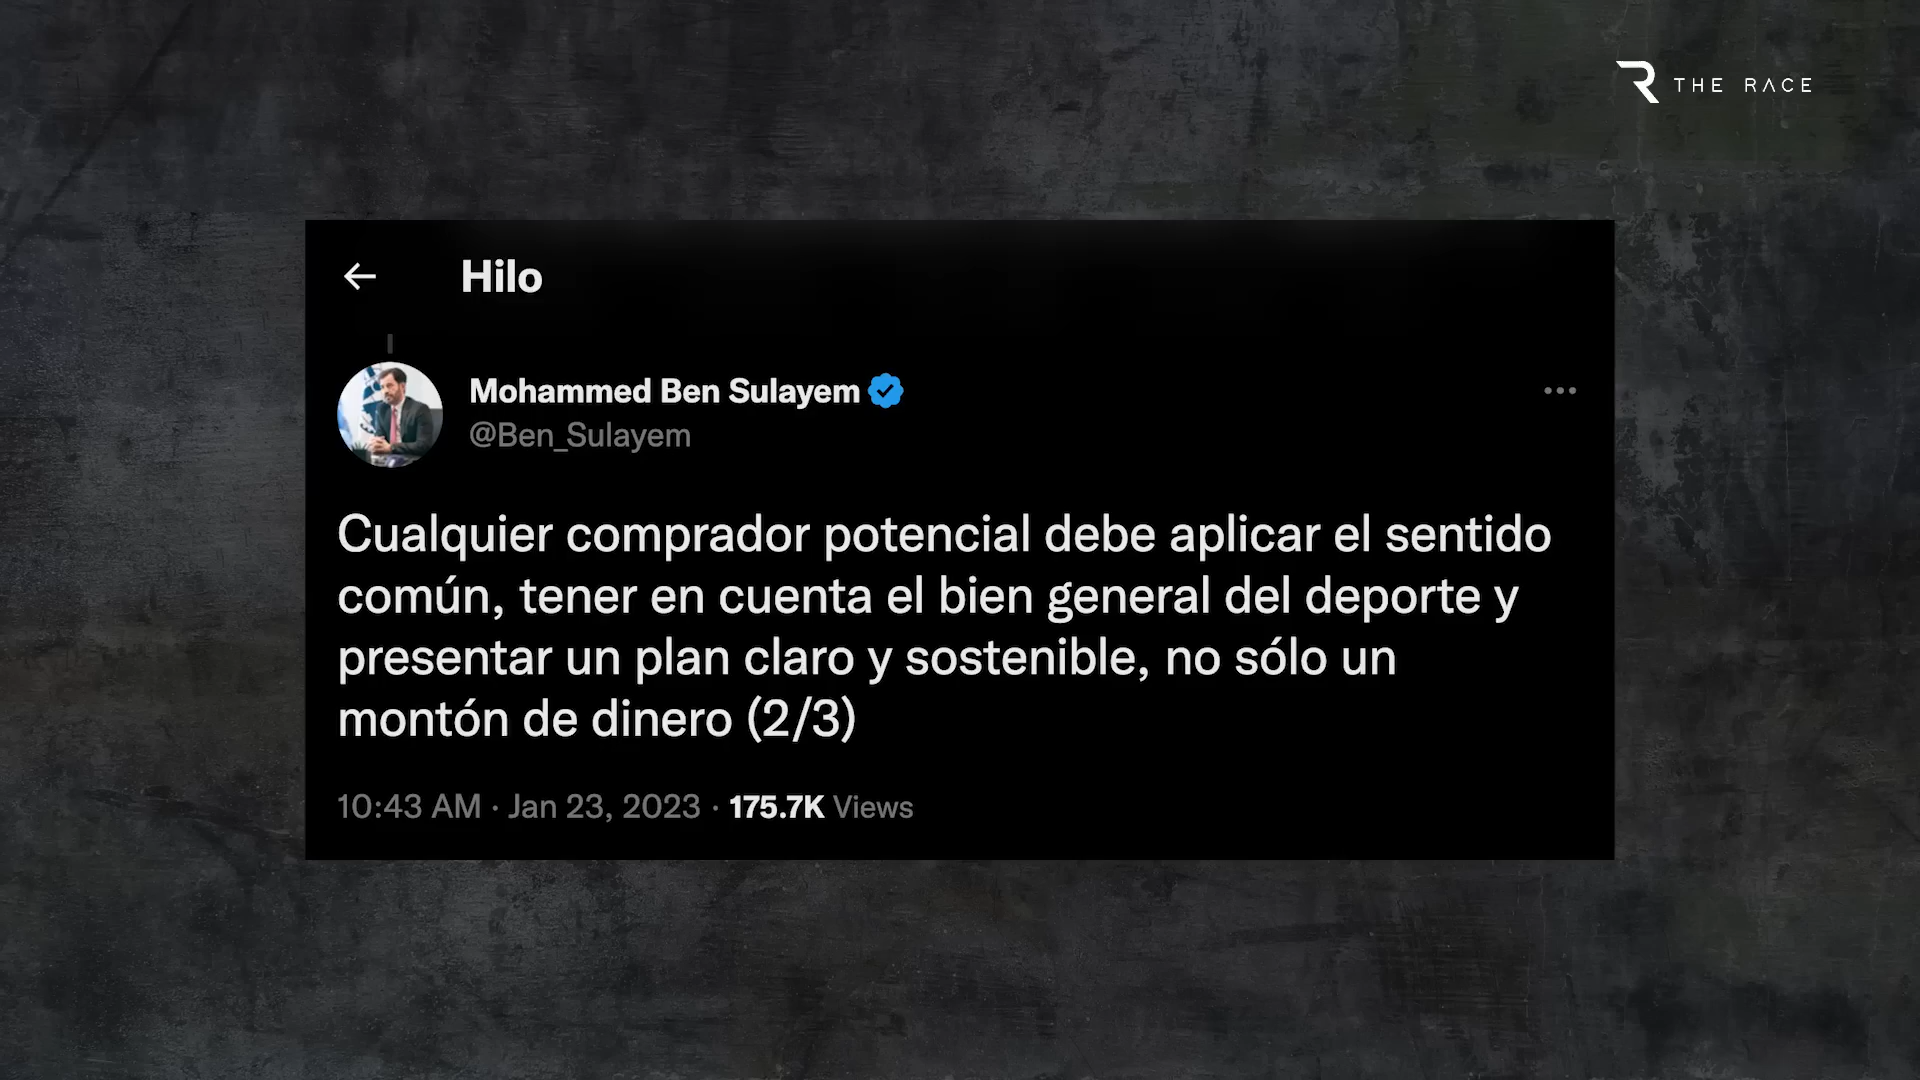 THE RACE
Hilo
Mohammed Ben Sulayem
@Ben_Sulayem
Cualquier comprador potencial debe aplicar el sentido
común, tener en cuenta el bien general del deporte y
presentar un plan claro y sostenible, no sólo un
montón de dinero (2/3)
10:43 AM · Jan 23, 2023 · 175.7K Views